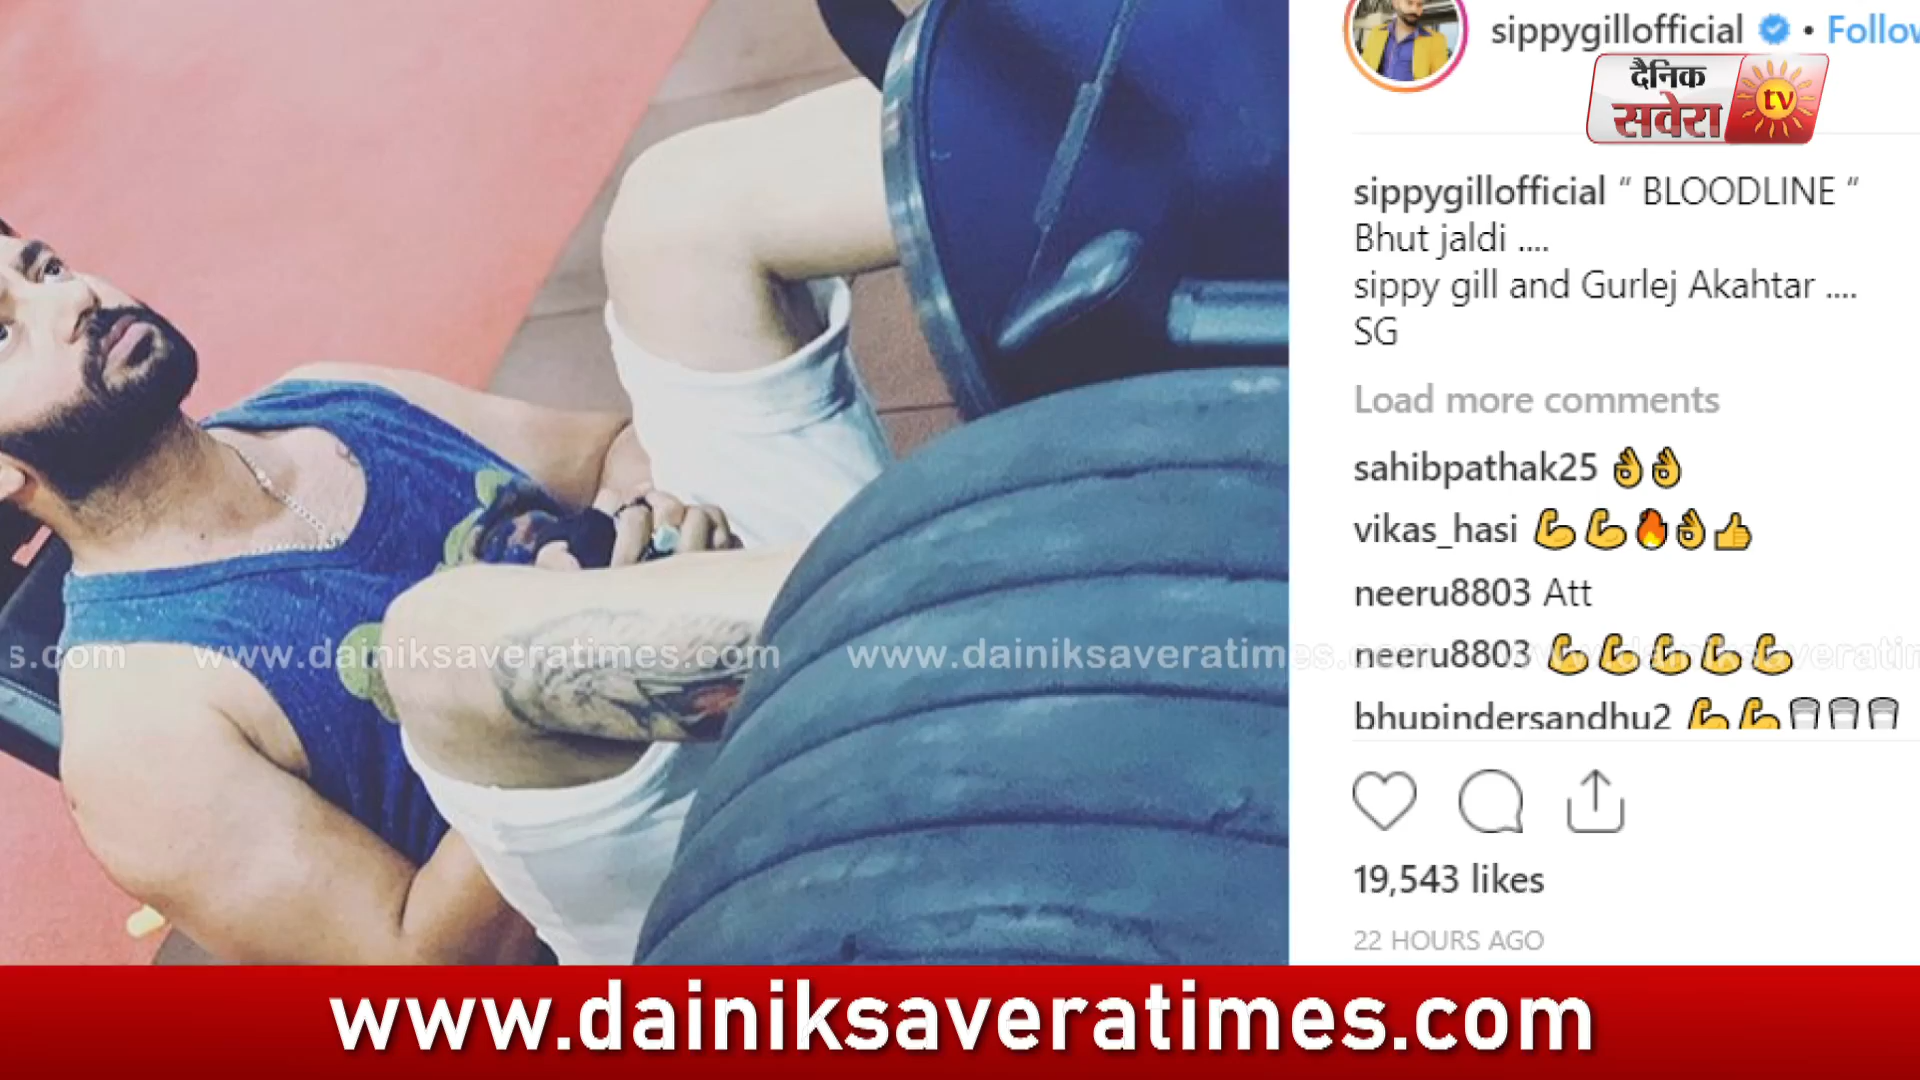 sippygillofficial • Follow
दैनिक
सवेरा
tv
sippygillofficial “ BLOODLINE “
Bhut jaldi ....
sippy gill and Gurlej Akahtar ....
SG
Load more comments
sahibpathak25 👌👌
vikas_hasi 💪💪🔥👌👍
neeru8803 Att
neeru8803 💪💪💪💪💪
bhupindersandhu2 💪💪🥛🥛🥛
s.com www.dainiksaveratimes.com www.dainiksaveratimes.com
19,543 likes
22 HOURS AGO
www.dainiksaveratimes.com